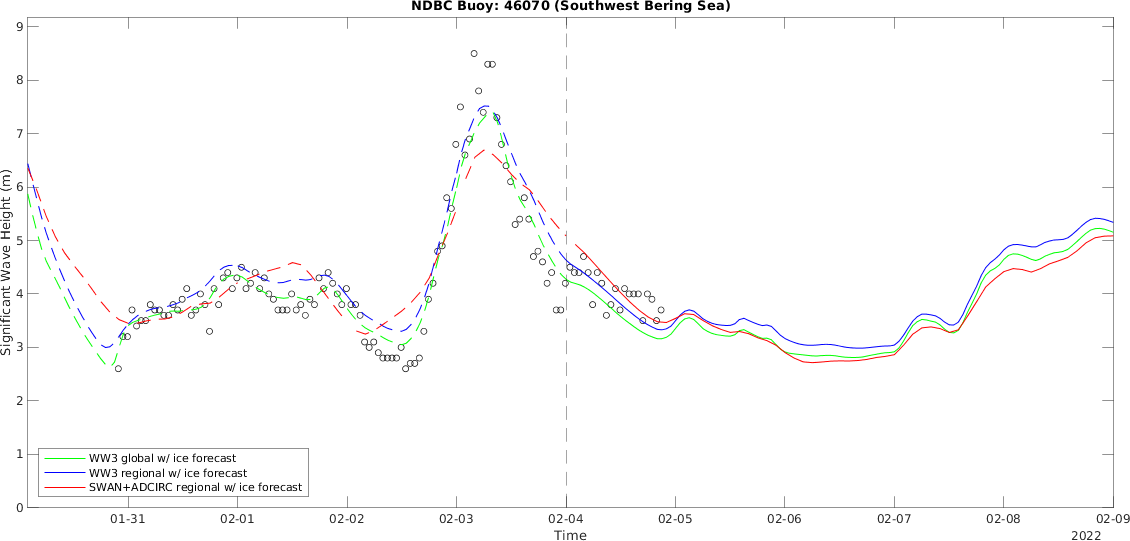 NDBC Buoy: 46070 (Southwest Bering Sea)
Significant Wave Height (m)
9
8
7
6
5
4
3
2
1
0
WW3 global w/ ice forecast
WW3 regional w/ ice forecast
SWAN+ADCIRC regional w/ ice forecast
01-31 02-01 02-02 02-03 02-04 02-05 02-06 02-07 02-08 02-09
Time
2022